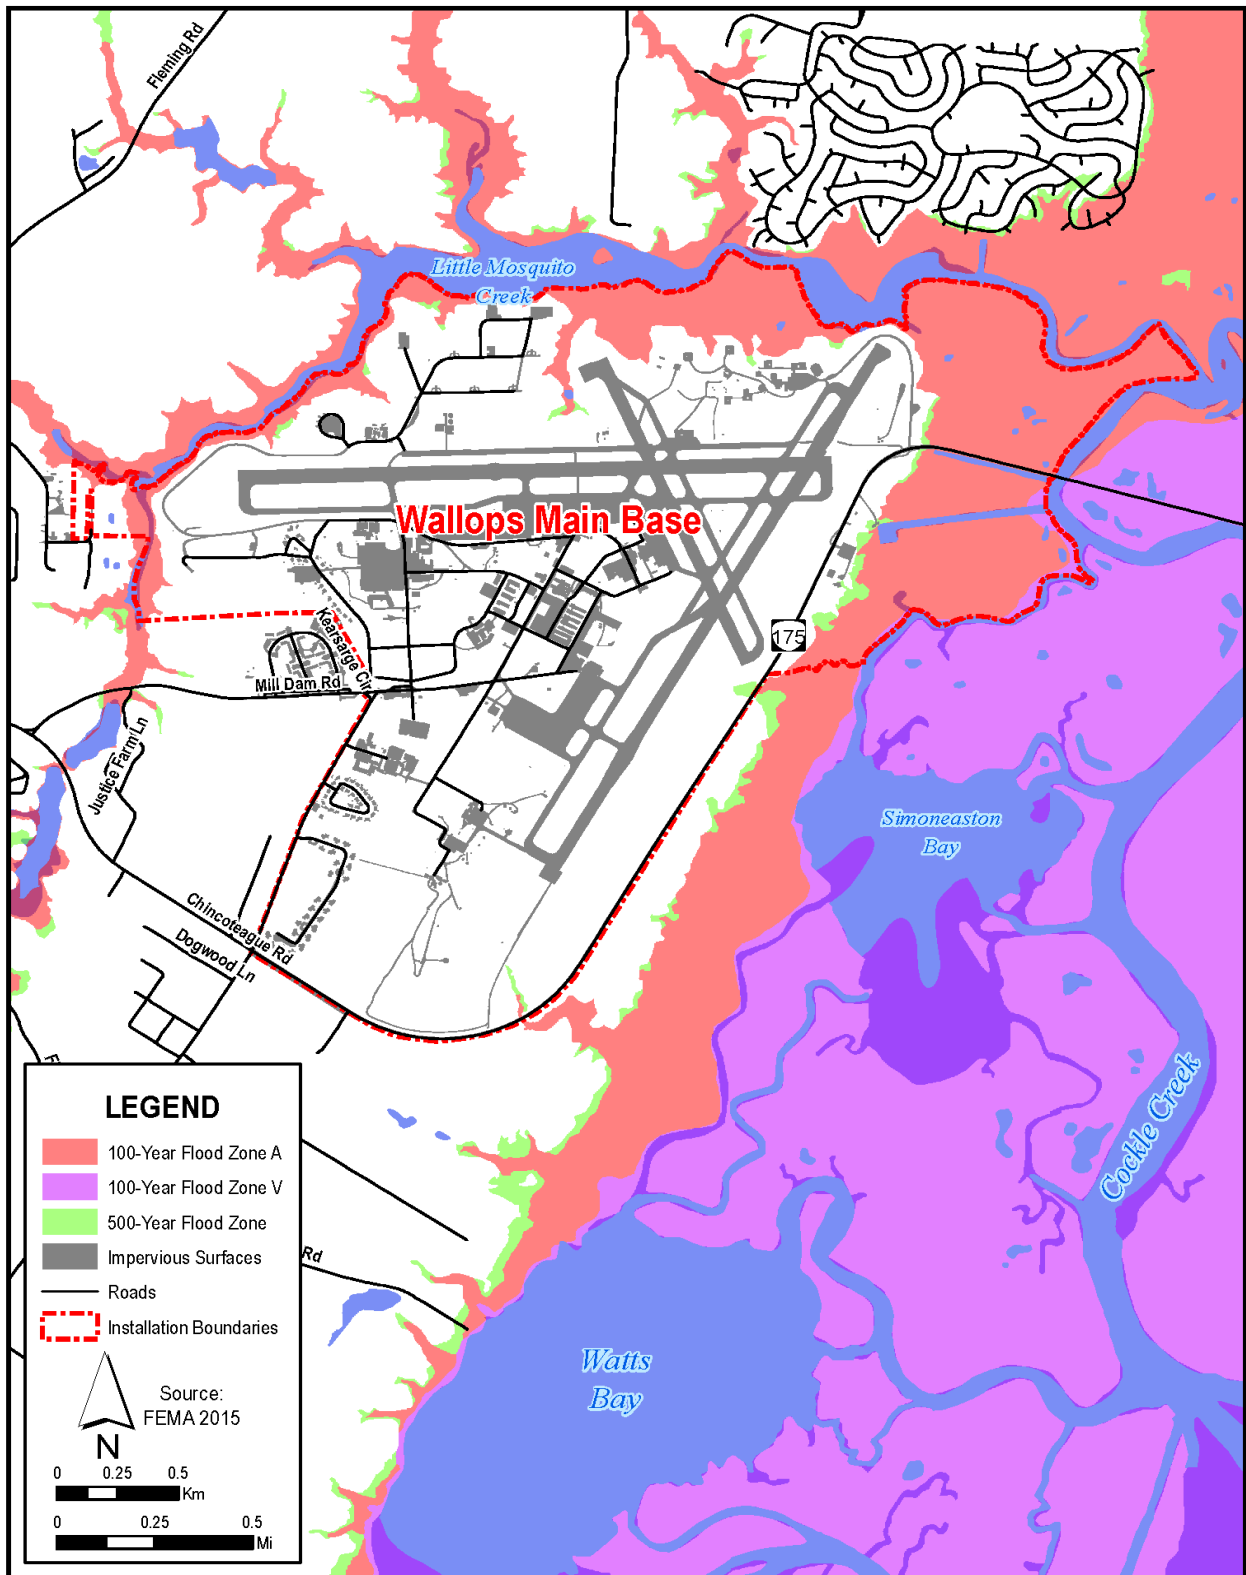 Fleming Rd
Little Mosquito
Creek
Wallops Main Base
Kearsarge Cir
175
Mill Dam Rd
Justice Farm Ln
Simoneaston
Bay
Chincoteague Rd
Dogwood Ln
F
Cockle Creek
LEGEND
100-Year Flood Zone A
100-Year Flood Zone V
500-Year Flood Zone
Impervious Surfaces
Roads
Installation Boundaries
Rd
Source:
FEMA 2015
N
0 0.25 0.5
Km
0 0.25 0.5
Mi
Watts
Bay